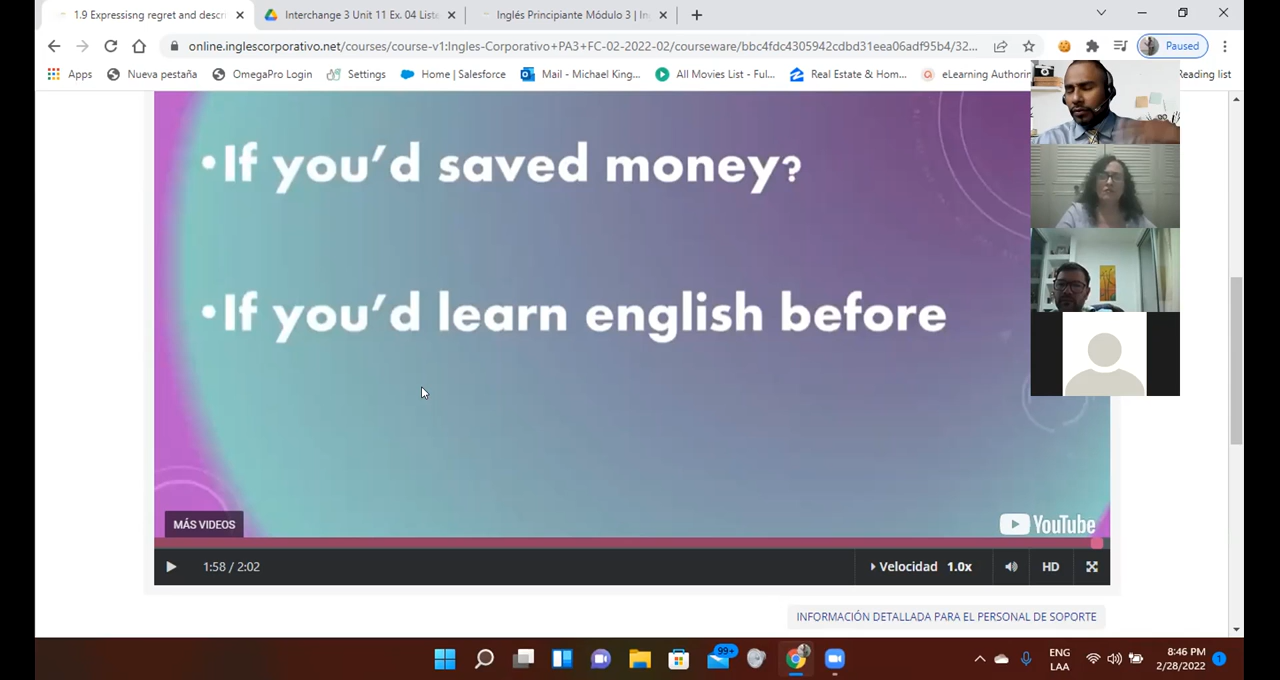 1.9 Expressisng regret and descri
Interchange 3 Unit 11 Ex. 04 Liste
Inglés Principiante Módulo 3 | In
online.inglescorporativo.net/courses/course-v1:Ingles-Corporativo+PA3+FC-02-2022-02/courseware/bbc4fdc4305942cdbd31eea06adf95b4/32...
Paused
Apps
Nueva pestaña
OmegaPro Login
Settings
Home | Salesforce
Mail - Michael King...
All Movies List - Ful...
Real Estate & Hom...
eLearning Authorin
Reading list
•If you'd saved money?
•If you'd learn english before
MÁS VIDEOS
YouTube
1:58 / 2:02
Velocidad 1.0x
HD
INFORMACIÓN DETALLADA PARA EL PERSONAL DE SOPORTE
99+
ENG
LAA
8:46 PM
2/28/2022
1